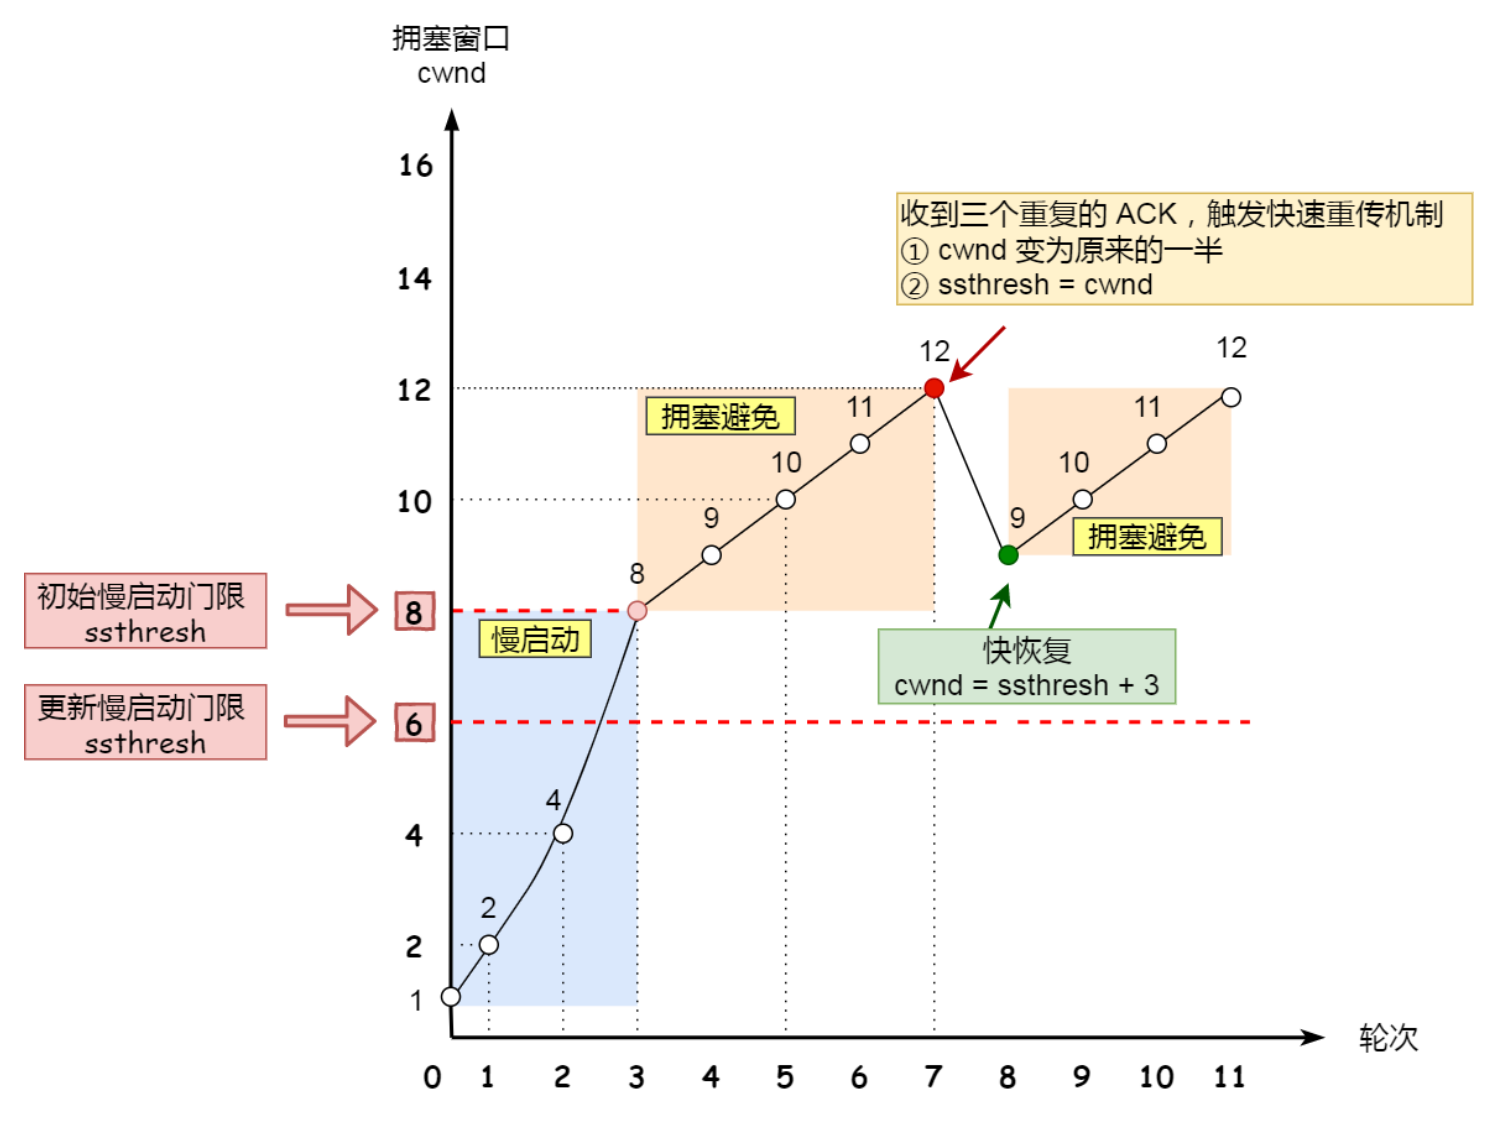 拥塞窗口
cwnd
16
14
收到三个重复的 ACK，触发快速重传机制
① cwnd 变为原来的一半
② ssthresh = cwnd
12
12
12
拥塞避免
11
11
10
10
10
9
9
拥塞避免
8
初始慢启动门限
ssthresh
8
慢启动
快恢复
cwnd = ssthresh + 3
更新慢启动门限
ssthresh
6
4
4
2
2
1
轮次
0 1 2 3 4 5 6 7 8 9 10 11